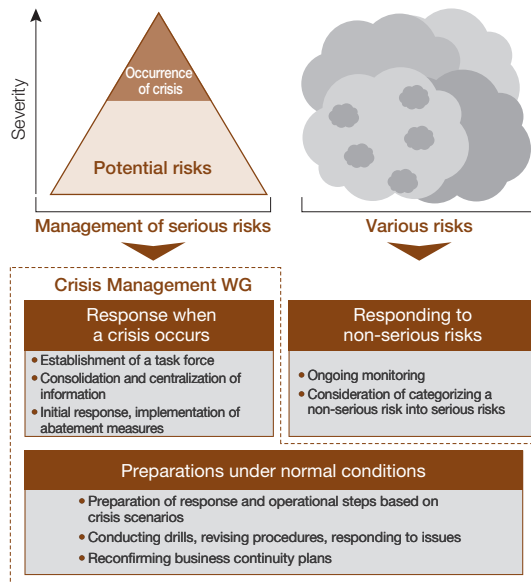 Severity
Occurrence
of crisis
Potential risks
Management of serious risks
Various risks
Crisis Management WG
Response when
a crisis occurs
• Establishment of a task force
• Consolidation and centralization of
information
• Initial response, implementation of
abatement measures
Responding to
non-serious risks
• Ongoing monitoring
• Consideration of categorizing a
non-serious risk into serious risks
Preparations under normal conditions
• Preparation of response and operational steps based on
crisis scenarios
• Conducting drills, revising procedures, responding to issues
• Reconfirming business continuity plans